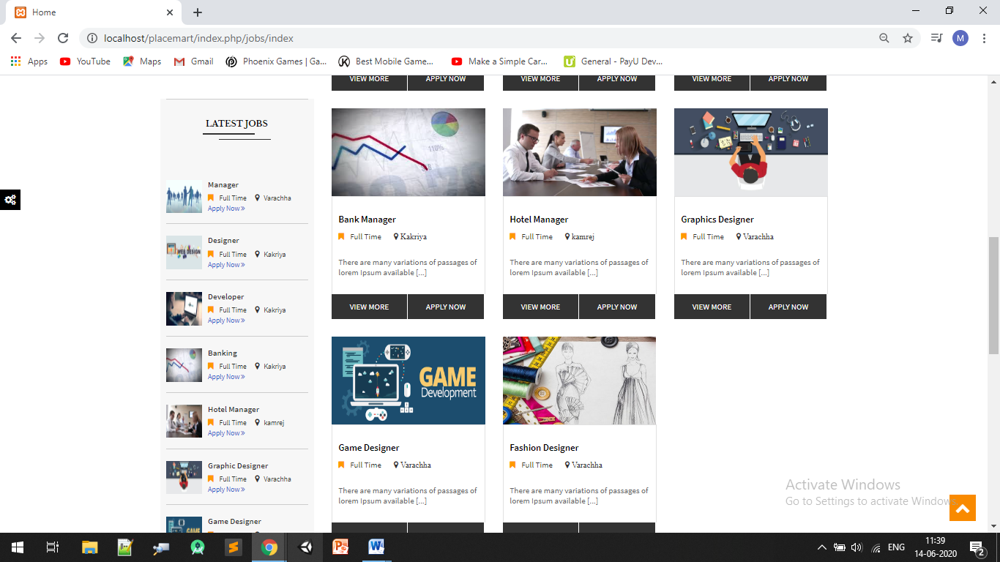 Home
localhost/placemart/index.php/jobs/index
M
Apps YouTube Maps Gmail Phoenix Games | Ga... Best Mobile Game... Make a Simple Car... General - PayU Dev...
VIEW MORE APPLY NOW VIEW MORE APPLY NOW VIEW MORE APPLY NOW
LATEST JOBS
Manager
Full Time Varachha
Apply Now »
Designer
Full Time Kakriya
Apply Now »
Developer
Full Time Kakriya
Apply Now »
Banking
Full Time Kakriya
Apply Now »
Hotel Manager
Full Time kamrej
Apply Now »
Graphic Designer
Full Time Varachha
Apply Now »
Game Designer
WEB DESIGN
GAME
110%
Bank Manager
Full Time Kakriya
There are many variations of passages of
lorem Ipsum available [...]
VIEW MORE APPLY NOW
Hotel Manager
Full Time kamrej
There are many variations of passages of
lorem Ipsum available [...]
VIEW MORE APPLY NOW
Graphics Designer
Full Time Varachha
There are many variations of passages of
lorem Ipsum available [...]
VIEW MORE APPLY NOW
GAME
Development
Game Designer
Full Time Varachha
There are many variations of passages of
lorem Ipsum available [...]
Fashion Designer
Full Time Varachha
There are many variations of passages of
lorem Ipsum available [...]
Activate Windows
Go to Settings to activate Windows
ENG
11:39
14-06-2020
2